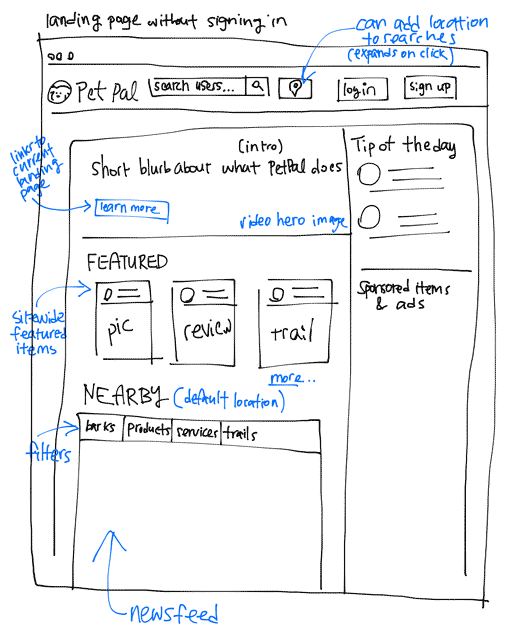 landing page without signing in
can add location
to searches
(expands on click)
Pet Pal
search users...
log in
sign up
links to
current
landing
page
(intro)
short blurb about what PetPal does
learn more
video hero image
Tip of the day
FEATURED
sitewide
featured
items
pic
review
trail
more...
Sponsored items
& ads
NEARBY (default location)
filters
barks
products
services
trails
newsfeed